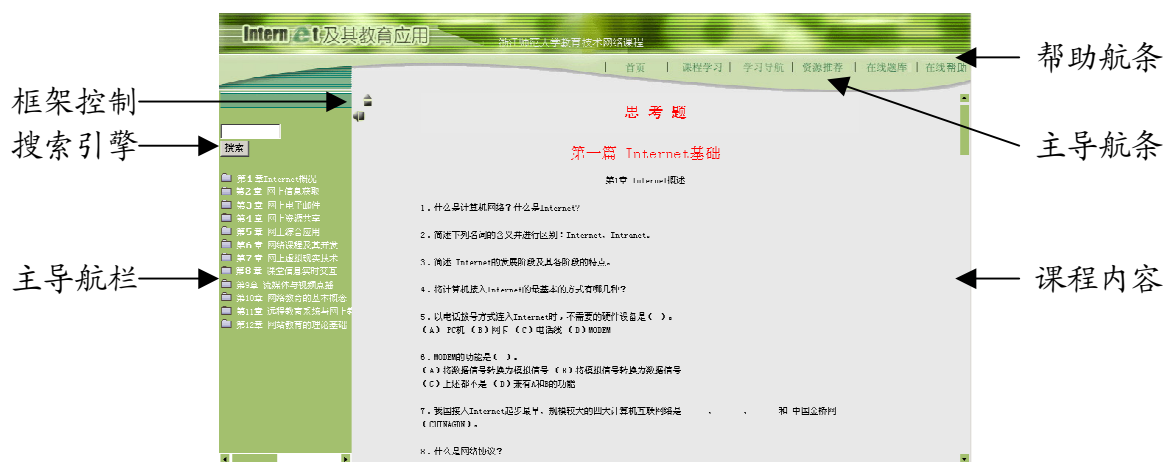 Internet及其教育应用
浙江师范大学教育技术网络课程
| 首页 | 课程学习 | 学习导航 | 资源推荐 | 在线题库 | 在线帮助
帮助航条
框架控制
主导航条
搜索引擎
搜索
思 考 题
第一篇 Internet基础
第1章 Internet概述
第1章Internet概况
第2章 网上信息获取
第3章 网上电子邮件
第4章 网上资源共享
第5章 网上综合应用
第6章 网络课程及其开发
第7章 网上虚拟现实技术
第8章 课堂信息实时交互
第9章 流媒体与视频点播
第10章 网络教育的基本概念
第11章 远程教育系统与网上教
第12章 网络教育的理论基础
主导航栏
课程内容
1．什么是计算机网络？什么是Internet？
2．简述下列名词的含义并进行区别：Internet、Intranet。
3．简述 Internet的发展阶段及其各阶段的特点。
4．将计算机接入Internet的是基本的方式有哪几种？
5．以电话拨号方式连入Internet时，不需要的硬件设备是( )。
(A) PC机 (B)网卡 (C)电话线 (D)MODEM
6．MODEM的功能是( )。
(A)将数据信号转换为模拟信号 (B)将模拟信号转换为数据信号
(C)上述都不是 (D)兼有A和B的功能
7．我国接入Internet起步最早、规模较大的四大计算机互联网络是 、 、 和 中国金桥网
(CHINAGBN)。
8．什么是网络协议？